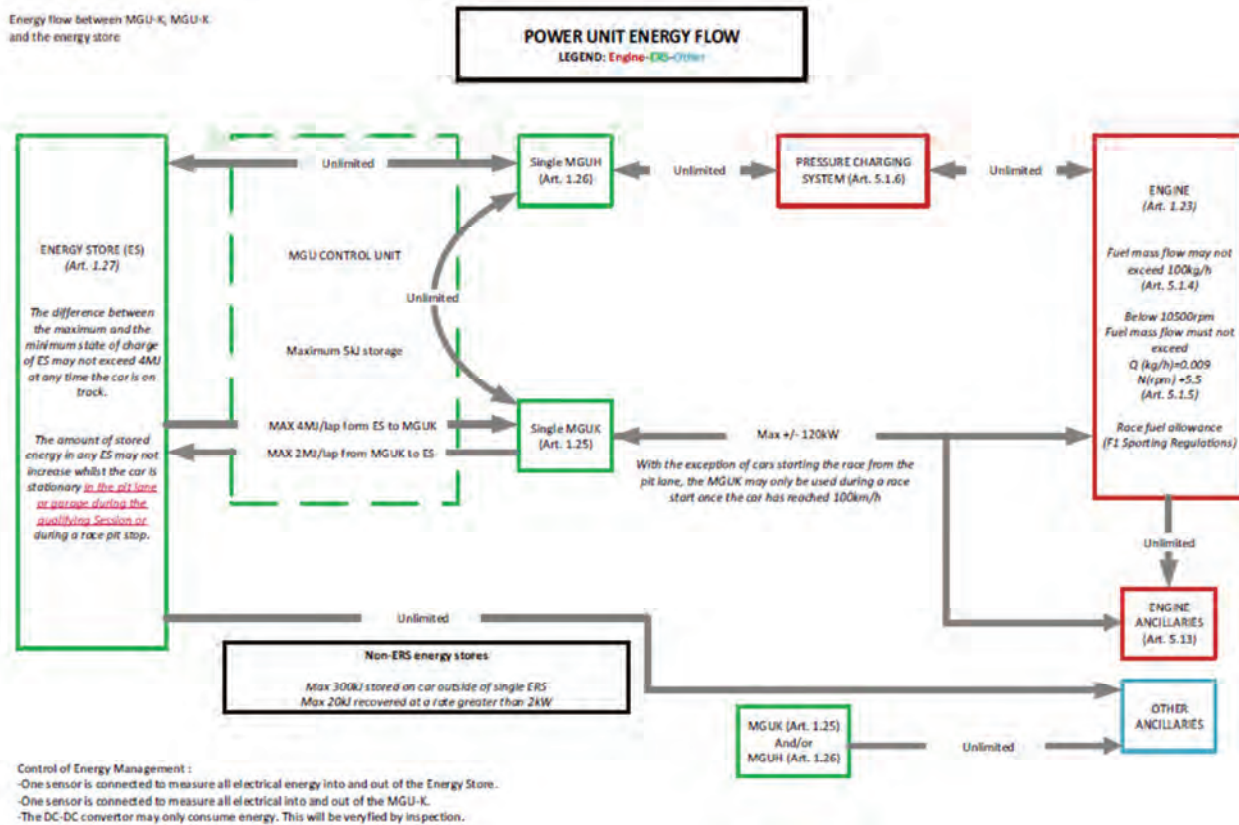 Energy flow between MGU-K, MGU-K
and the energy store
POWER UNIT ENERGY FLOW
LEGEND: Engine-ERS-Other
Unlimited
Single MGUH
(Art. 1.26)
Unlimited
PRESSURE CHARGING
SYSTEM (Art. 5.1.6)
Unlimited
ENGINE
(Art. 1.23)
Fuel mass flow may not
exceed 100kg/h
(Art. 5.1.4)
Below 10500rpm
Fuel mass flow must not
exceed
Q (kg/h)=0.009
N(rpm) +5.5
(Art. 5.1.5)
Race fuel allowance
(F1 Sporting Regulations)
ENERGY STORE (ES)
(Art. 1.27)
The difference between
the maximum and the
minimum state of charge
of ES may not exceed 4MJ
at any time the car is on
track.
The amount of stored
energy in any ES may not
increase whilst the car is
stationary in the pit lane
or garage during the
qualifying Session or
during a race pit stop.
MGU CONTROL UNIT
Unlimited
Maximum 5kJ storage
MAX 4MJ/lap form ES to MGUK
MAX 2MJ/lap from MGUK to ES
Single MGUK
(Art. 1.25)
Max +/- 120kW
With the exception of cars starting the race from the
pit lane, the MGUK may only be used during a race
start once the car has reached 100km/h
Unlimited
ENGINE
ANCILLARIES
(Art. 5.13)
Unlimited
Non-ERS energy stores
Max 300kJ stored on car outside of single ERS
Max 20kJ recovered at a rate greater than 2kW
MGUK (Art. 1.25)
And/or
MGUH (Art. 1.26)
Unlimited
OTHER
ANCILLARIES
Control of Energy Management :
-One sensor is connected to measure all electrical energy into and out of the Energy Store.
-One sensor is connected to measure all electrical into and out of the MGU-K.
-The DC-DC convertor may only consume energy. This will be veryfied by inspection.